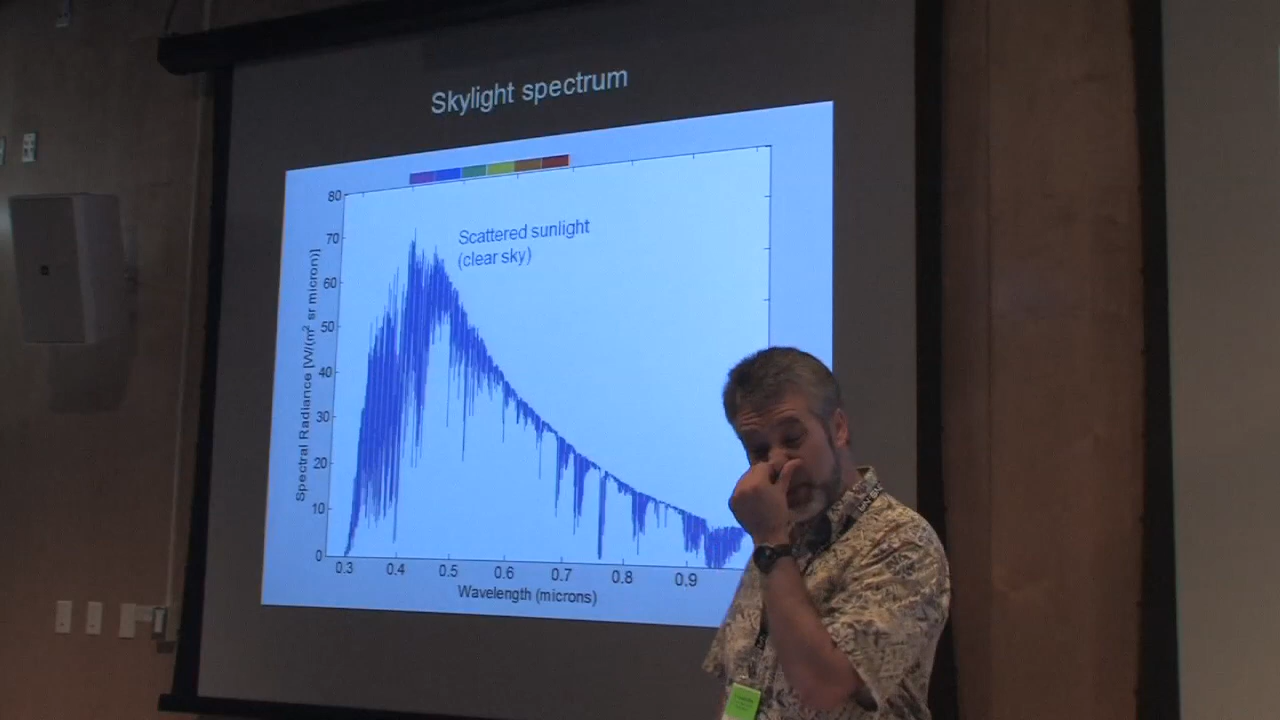 Skylight spectrum
Scattered sunlight
(clear sky)
80
70
60
50
40
30
20
10
0
Spectral Radiance [W/(m² sr micron)]
0.3 0.4 0.5 0.6 0.7 0.8 0.9
Wavelength (microns)